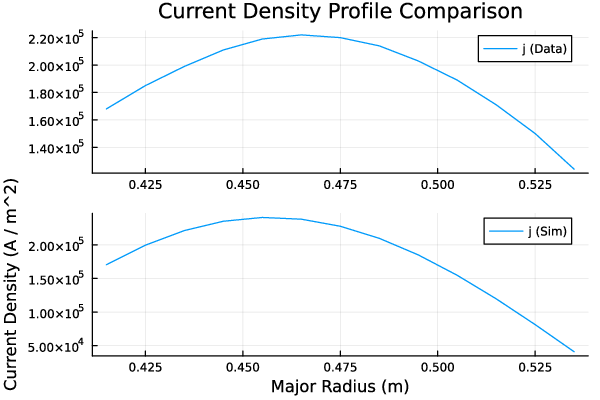 Current Density Profile Comparison
2.20×10^5
2.00×10^5
1.80×10^5
1.60×10^5
1.40×10^5
j (Data)
0.425 0.450 0.475 0.500 0.525
Current Density (A / m^2)
2.00×10^5
1.50×10^5
1.00×10^5
5.00×10^4
j (Sim)
0.425 0.450 0.475 0.500 0.525
Major Radius (m)